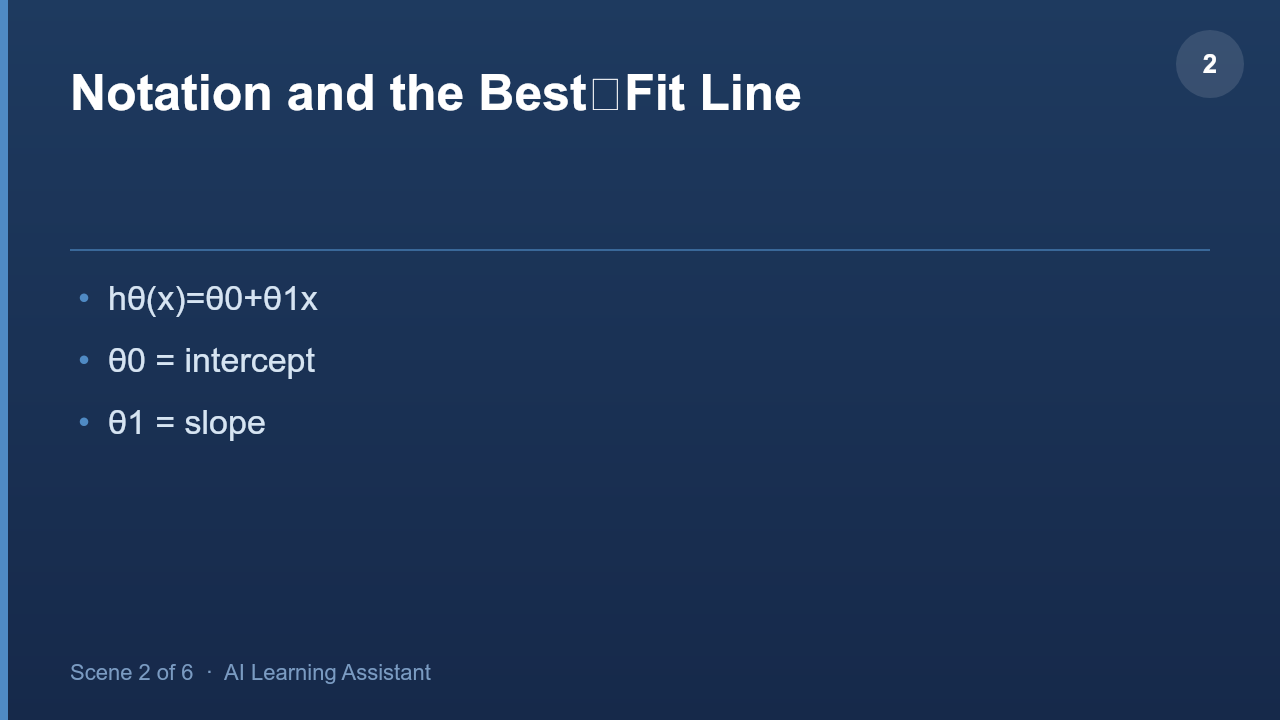 2
Notation and the Best□Fit Line
• hθ(x)=θ0+θ1x
• θ0 = intercept
• θ1 = slope
Scene 2 of 6 · AI Learning Assistant